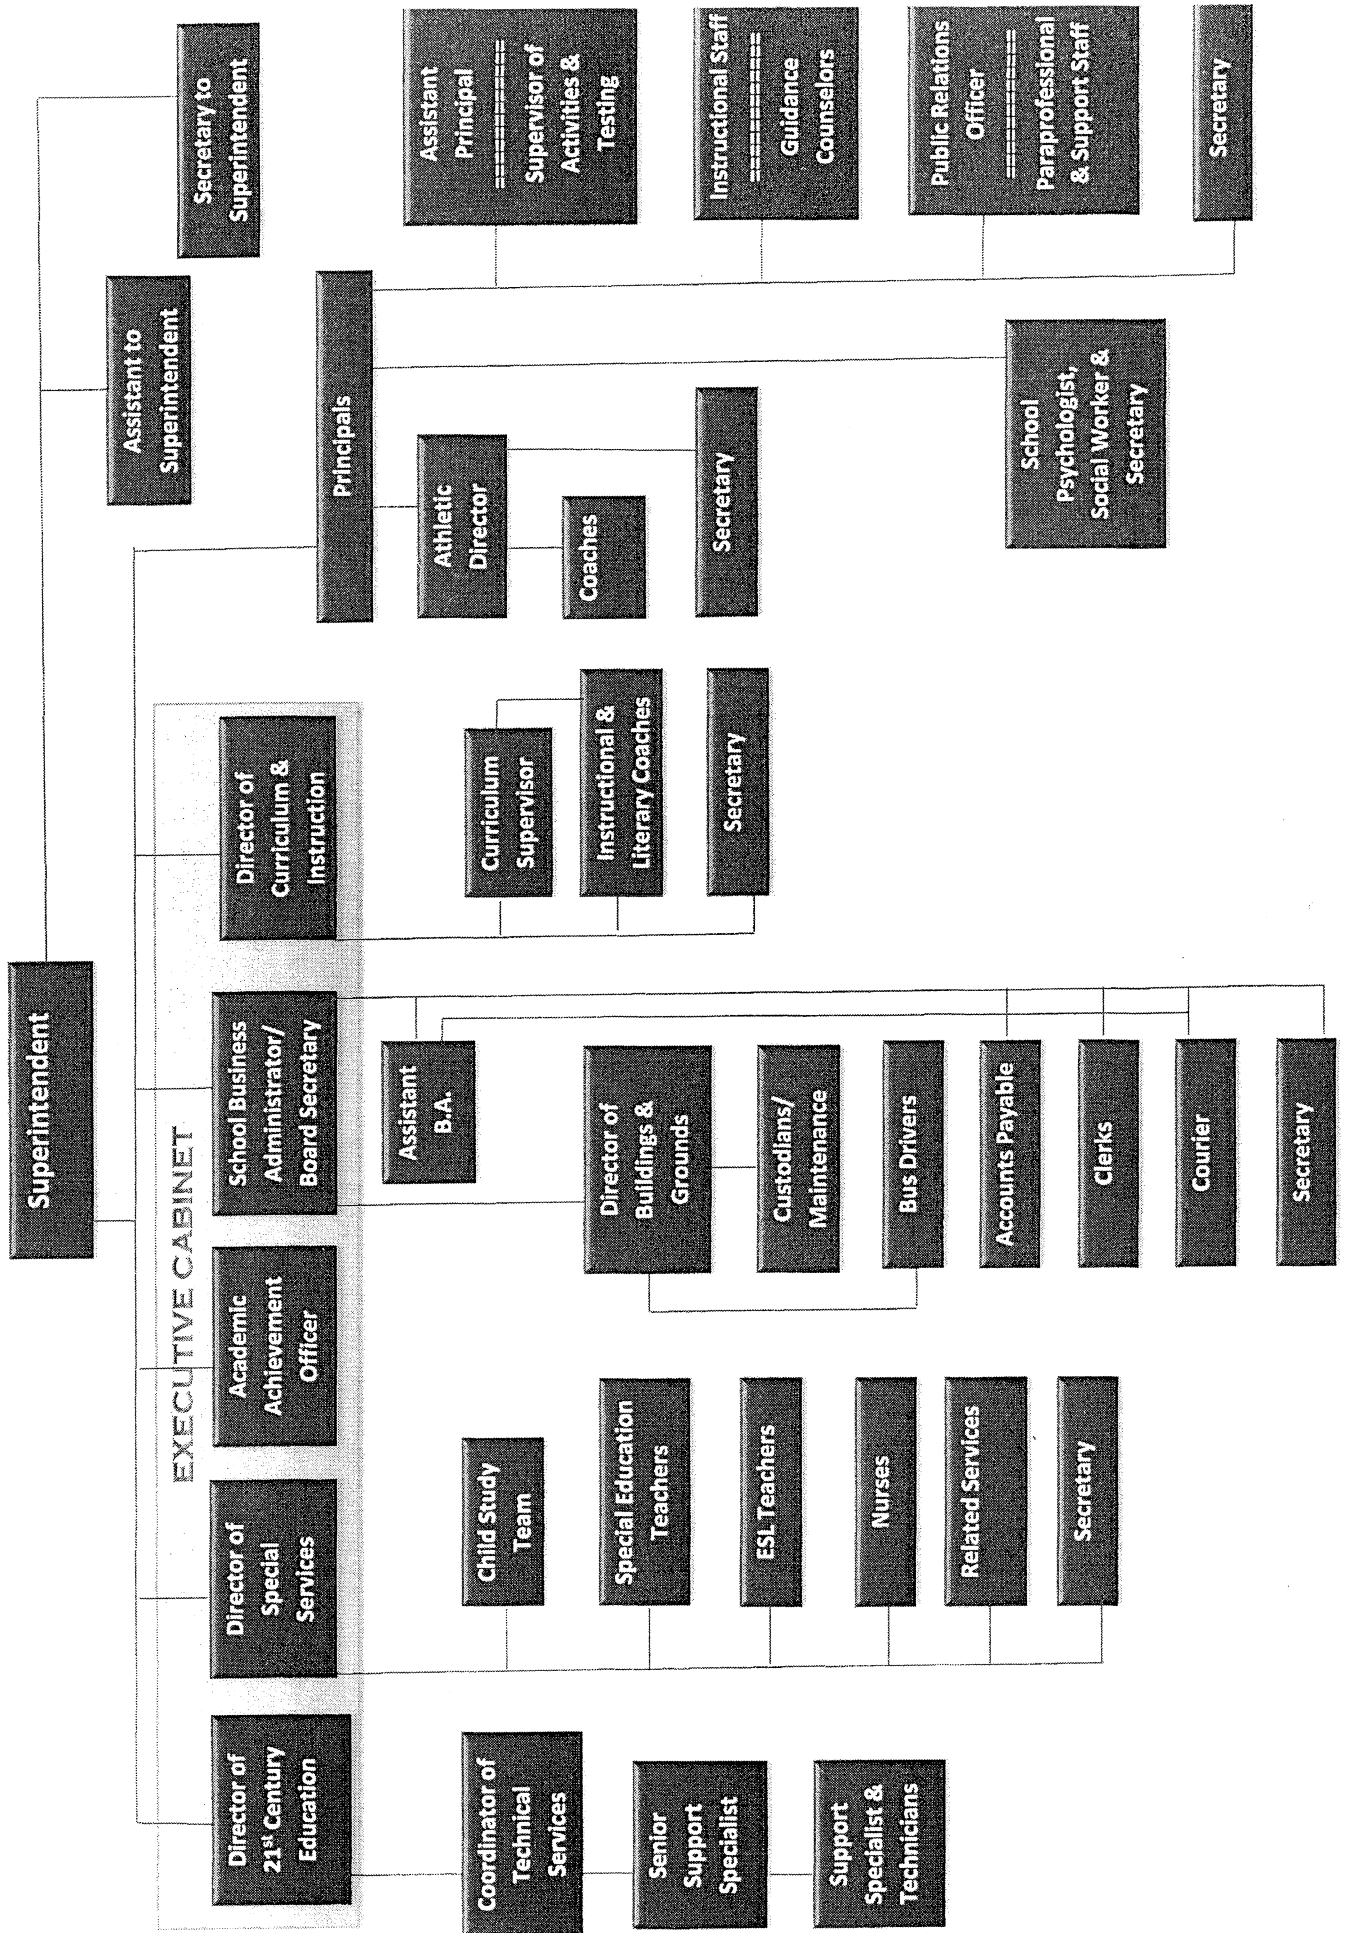 Superintendent
Assistant to
Superintendent
Secretary to
Superintendent
EXECUTIVE CABINET
Director of
21st Century
Education
Director of
Special
Services
Academic
Achievement
Officer
School Business
Administrator/
Board Secretary
Director of
Curriculum &
Instruction
Principals
Coordinator of
Technical
Services
Senior
Support
Specialist
Support
Specialist &
Technicians
Child Study
Team
Special Education
Teachers
ESL Teachers
Nurses
Related Services
Secretary
Assistant
B.A.
Director of
Buildings &
Grounds
Custodians/
Maintenance
Bus Drivers
Accounts Payable
Clerks
Courier
Secretary
Curriculum
Supervisor
Instructional &
Literary Coaches
Secretary
Athletic
Director
Coaches
Secretary
School
Psychologist,
Social Worker &
Secretary
Assistant
Principal
============
Supervisor of
Activities &
Testing
Instructional Staff
============
Guidance
Counselors
Public Relations
Officer
============
Paraprofessional
& Support Staff
Secretary